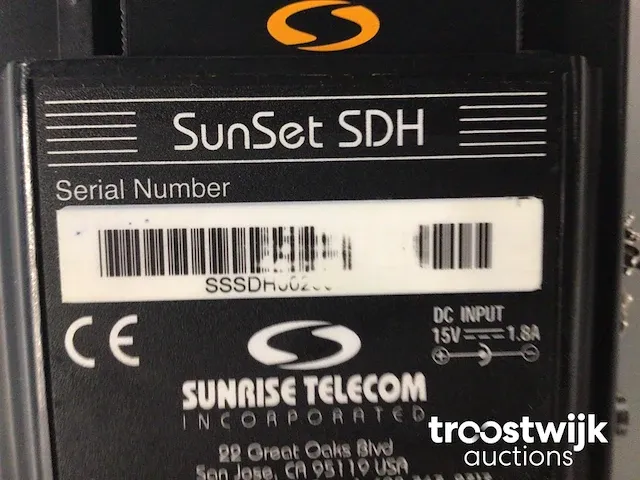 SunSet SDH
Serial Number
CE
DC INPUT
15V 1.8A
SUNRISE TELECOM
INCORPORATED
22 Great Oaks Blvd
San Jose, CA 95119 USA
troostwijk
auctions